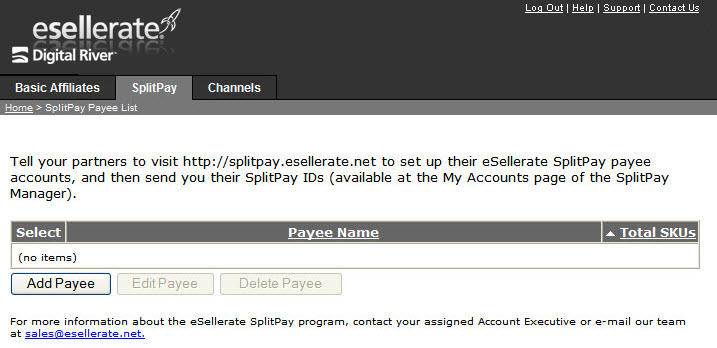 esellerate.
Digital River
Log Out | Help | Support | Contact Us
Basic Affiliates SplitPay Channels
Home > SplitPay Payee List
Tell your partners to visit http://splitpay.esellerate.net to set up their eSellerate SplitPay payee
accounts, and then send you their SplitPay IDs (available at the My Accounts page of the SplitPay
Manager).
Select Payee Name Total SKUs
(no items)
Add Payee Edit Payee Delete Payee
For more information about the eSellerate SplitPay program, contact your assigned Account Executive or e-mail our team
at sales@esellerate.net.